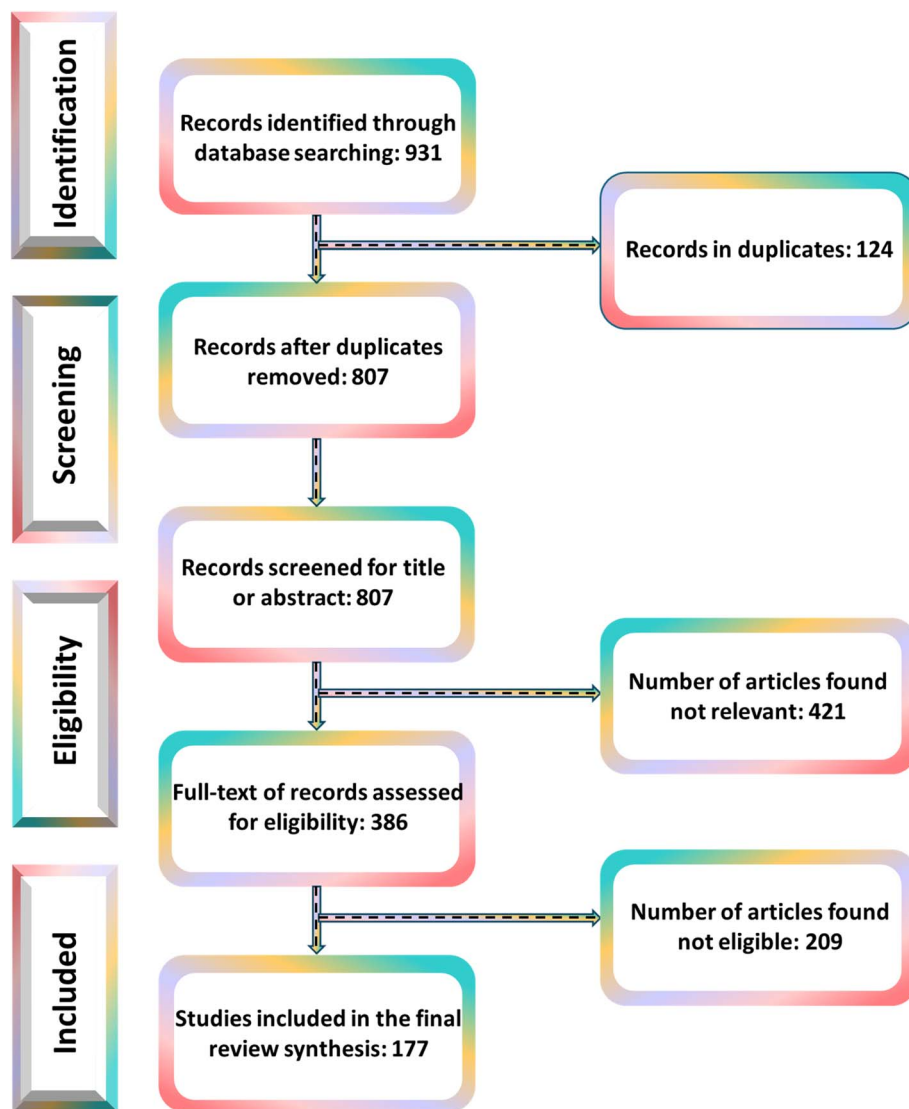 Identification
Records identified through
database searching: 931
Records in duplicates: 124
Screening
Records after duplicates
removed: 807
Records screened for title
or abstract: 807
Eligibility
Number of articles found
not relevant: 421
Full-text of records assessed
for eligibility: 386
Included
Number of articles found
not eligible: 209
Studies included in the final
review synthesis: 177